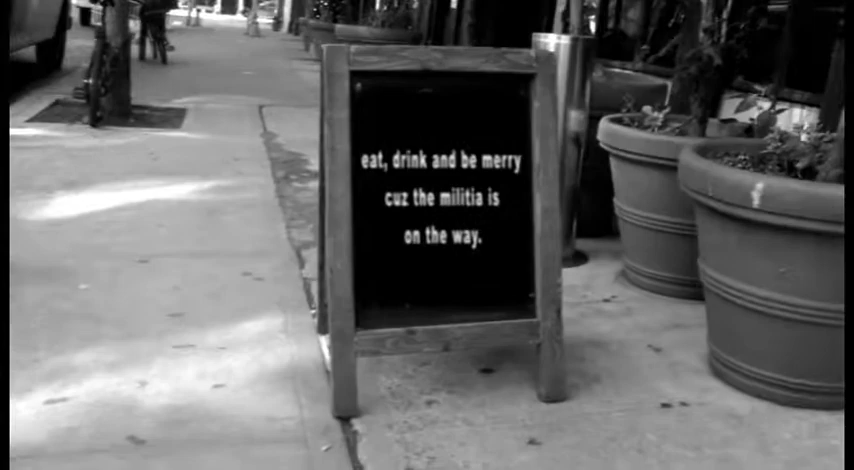 eat, drink and be merry
cuz the militia is
on the way.